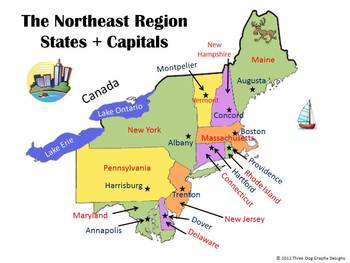 The Northeast Region
States + Capitals
New
Hampshire
Montpelier
Maine
Canada
Augusta
Lake Ontario
Vermont
Concord
Lake Erie
New York
Albany
Massachusetts
Boston
Providence
Pennsylvania
Hartford
Rhode Island
Connecticut
Harrisburg
Trenton
Maryland
New Jersey
Annapolis
Dover
Delaware
© 2012 Three Dog Graphx Designs